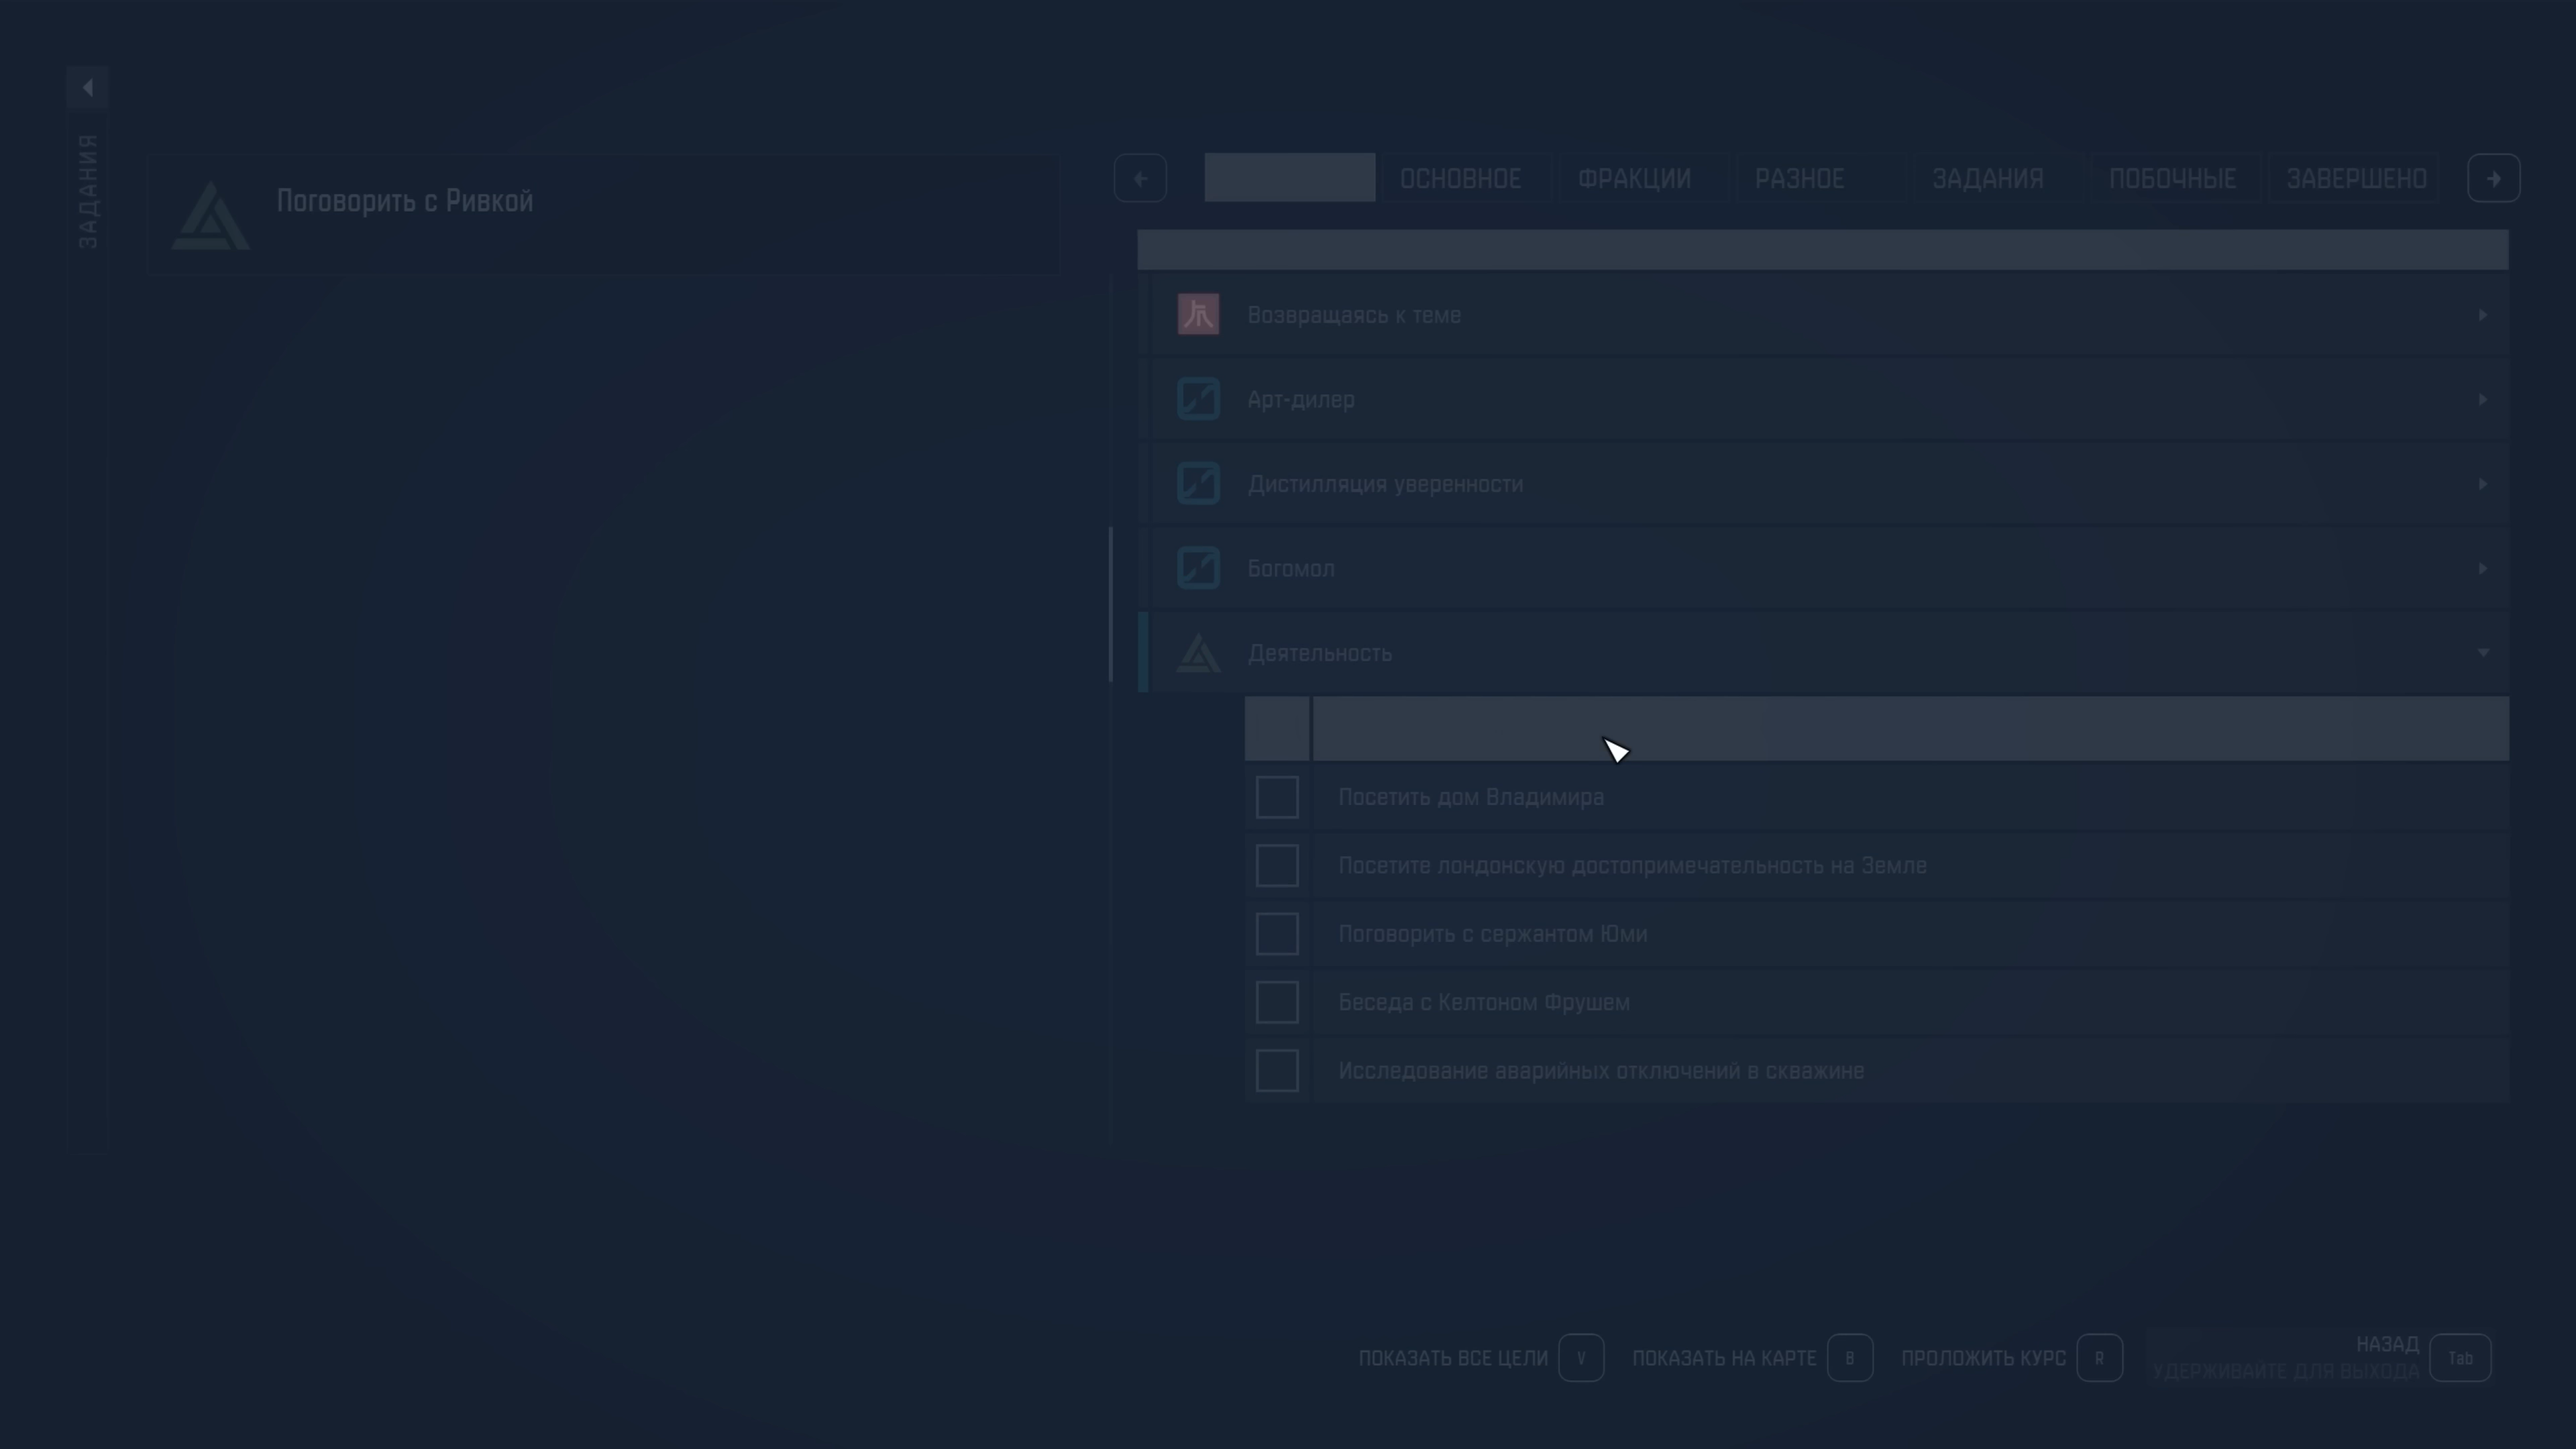 ЗАДАНИЯ
Поговорить с Ривкой
ОСНОВНОЕ
ФРАКЦИИ
РАЗНОЕ
ЗАДАНИЯ
ПОБОЧНЫЕ
ЗАВЕРШЕНО
Возвращаясь к теме
Арт-дилер
Дистилляция уверенности
Богомол
Деятельность
Посетить дом Владимира
Посетите лондонскую достопримечательность на Земле
Поговорить с сержантом Юми
Беседа с Келтоном Фрушем
Исследование аварийных отключений в скважине
ПОКАЗАТЬ ВСЕ ЦЕЛИ V
ПОКАЗАТЬ НА КАРТЕ B
ПРОЛОЖИТЬ КУРС R
НАЗАД Tab
УДЕРЖИВАЙТЕ ДЛЯ ВЫХОДА